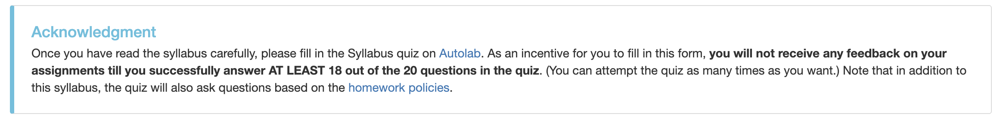 Acknowledgment
Once you have read the syllabus carefully, please fill in the Syllabus quiz on Autolab. As an incentive for you to fill in this form, you will not receive any feedback on your
assignments till you successfully answer AT LEAST 18 out of the 20 questions in the quiz. (You can attempt the quiz as many times as you want.) Note that in addition to
this syllabus, the quiz will also ask questions based on the homework policies.